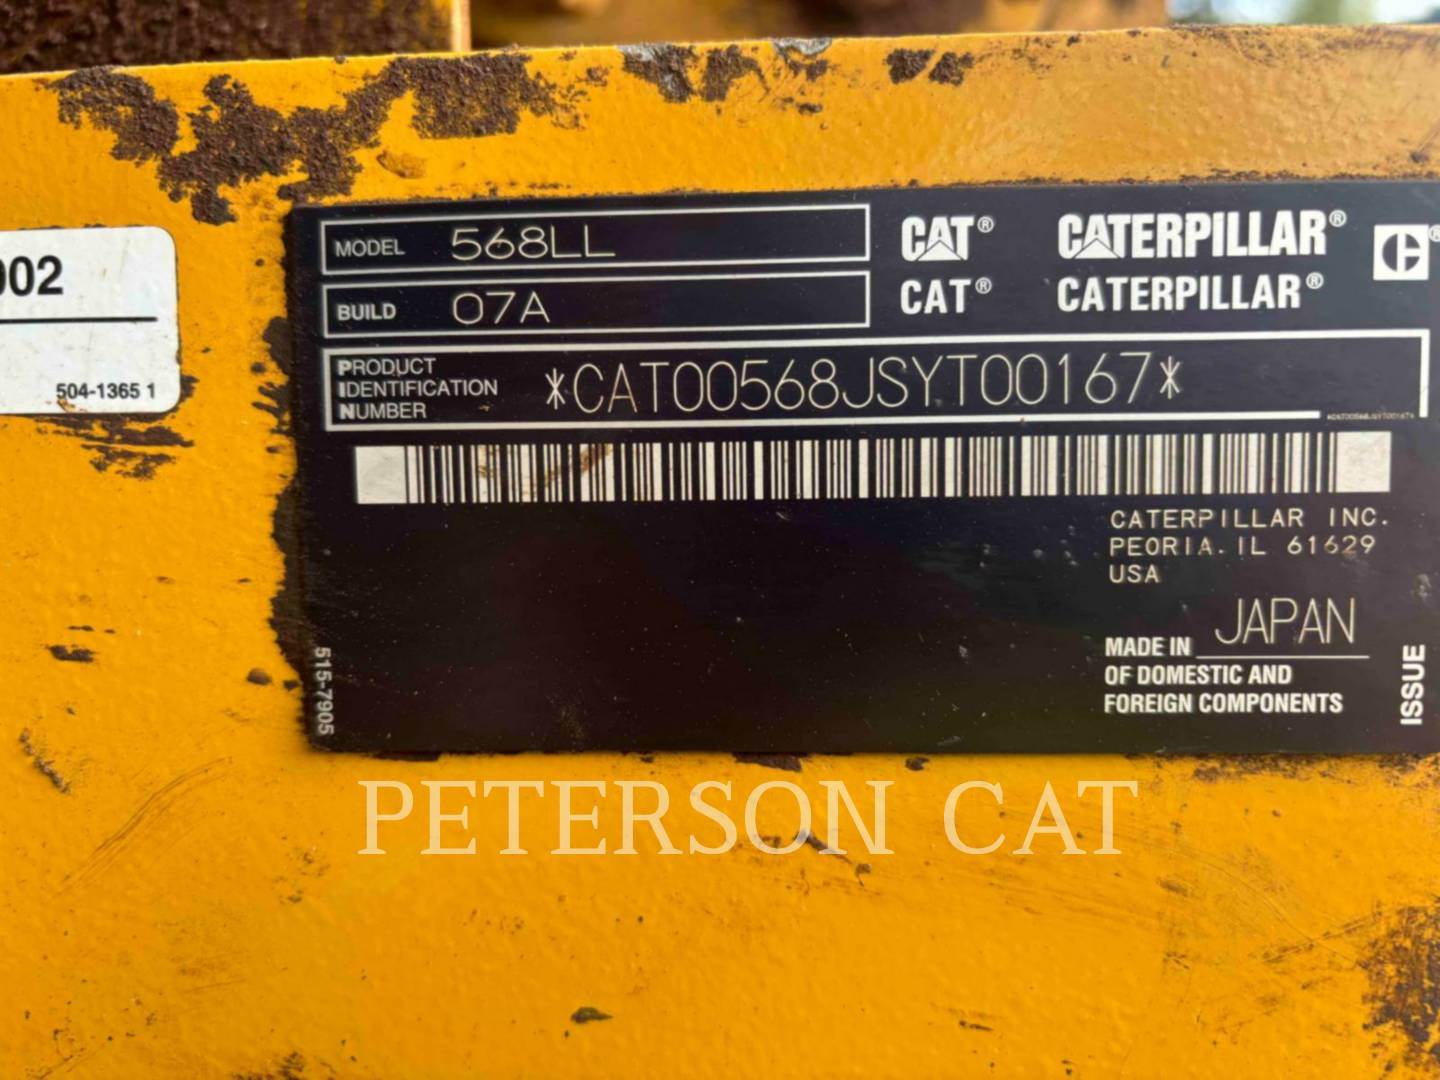 002
504-1365 1
MODEL 568LL
BUILD 07A
CAT® CATERPILLAR®
CAT® CATERPILLAR®
PRODUCT
IDENTIFICATION
NUMBER
*CAT00568JSYT00167*
*CAT00568JSYT00167*
CATERPILLAR INC.
PEORIA. IL 61629
USA
MADE IN JAPAN
OF DOMESTIC AND
FOREIGN COMPONENTS
515-7905
ISSUE
PETERSON CAT